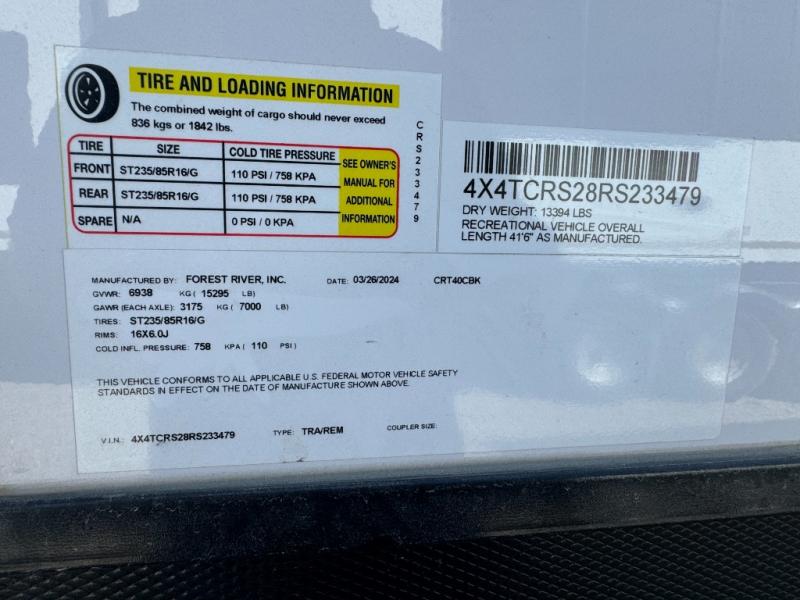 TIRE AND LOADING INFORMATION
The combined weight of cargo should never exceed
836 kgs or 1842 lbs.
TIRE SIZE COLD TIRE PRESSURE
FRONT ST235/85R16/G 110 PSI / 758 KPA
REAR ST235/85R16/G 110 PSI / 758 KPA
SPARE N/A 0 PSI / 0 KPA
SEE OWNER'S
MANUAL FOR
ADDITIONAL
INFORMATION
CRS233479
4X4TCRS28RS233479
DRY WEIGHT: 13394 LBS
RECREATIONAL VEHICLE OVERALL
LENGTH 41'6" AS MANUFACTURED.
MANUFACTURED BY: FOREST RIVER, INC. DATE: 03/26/2024 CRT40CBK
GVWR: 6938 KG ( 15295 LB)
GAWR (EACH AXLE): 3175 KG ( 7000 LB)
TIRES: ST235/85R16/G
RIMS: 16X6.0J
COLD INFL. PRESSURE: 758 KPA ( 110 PSI)
THIS VEHICLE CONFORMS TO ALL APPLICABLE U.S. FEDERAL MOTOR VEHICLE SAFETY
STANDARDS IN EFFECT ON THE DATE OF MANUFACTURE SHOWN ABOVE.
V.I.N.: 4X4TCRS28RS233479 TYPE: TRA/REM COUPLER SIZE: